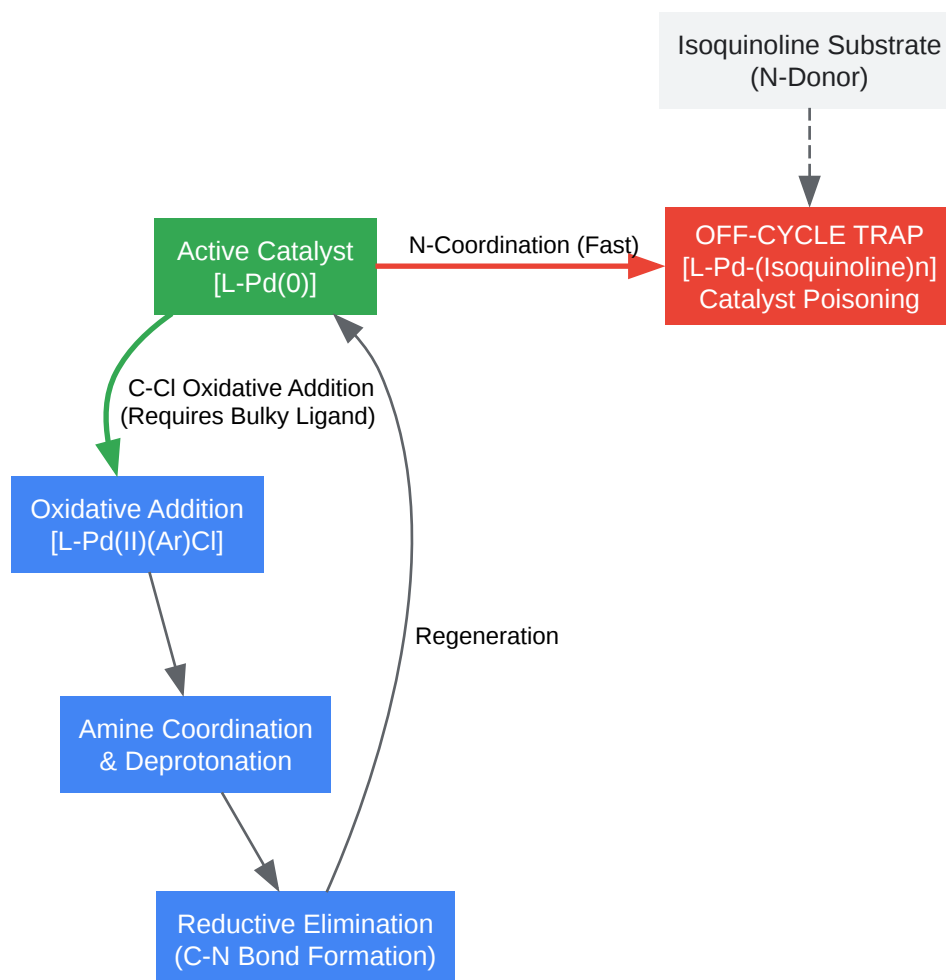 Isoquinoline Substrate
(N-Donor)
Active Catalyst
[L-Pd(0)]
N-Coordination (Fast)
OFF-CYCLE TRAP
[L-Pd-(Isoquinoline)n]
Catalyst Poisoning
C-Cl Oxidative Addition
(Requires Bulky Ligand)
Oxidative Addition
[L-Pd(II)(Ar)Cl]
Regeneration
Amine Coordination
& Deprotonation
Reductive Elimination
(C-N Bond Formation)